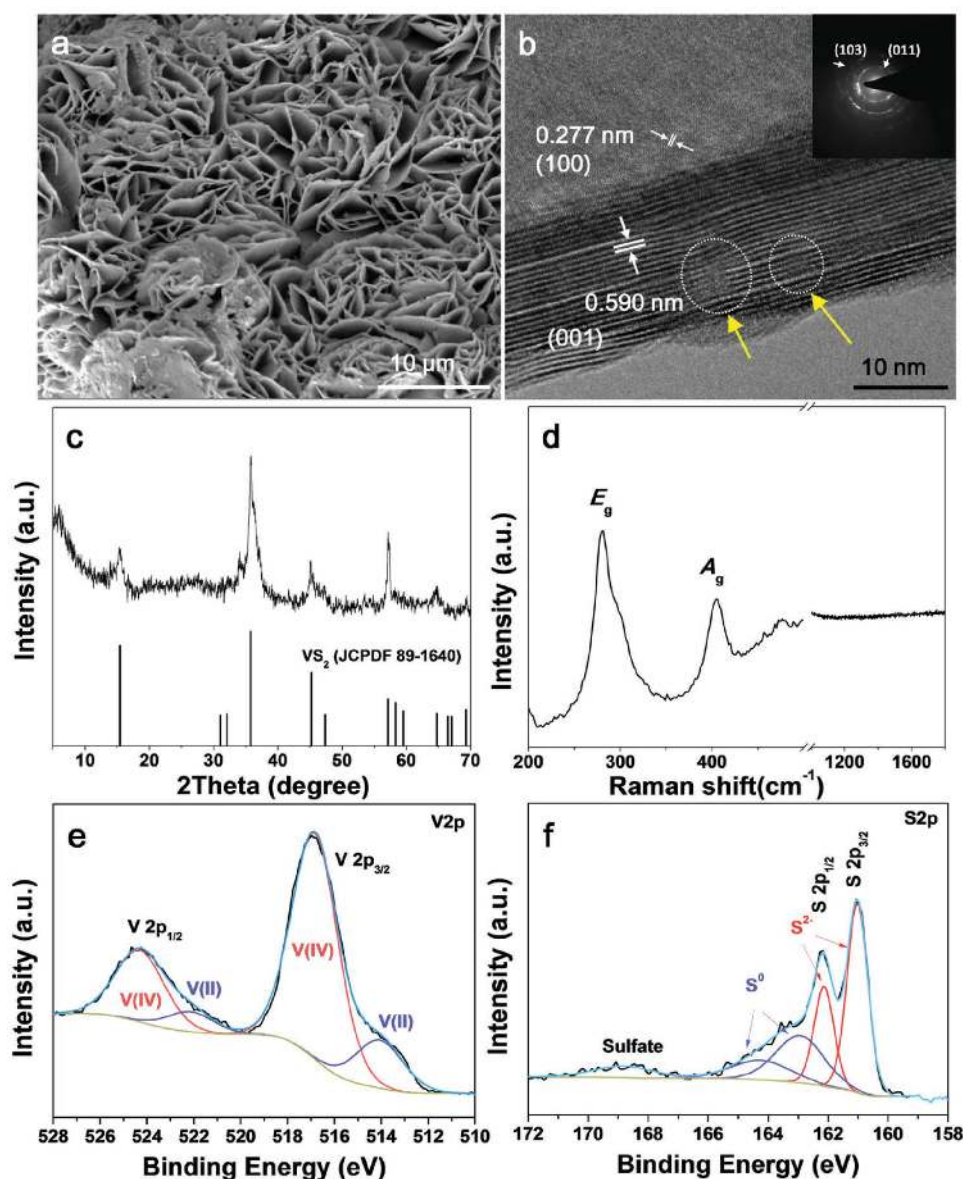 a
10 µm
b
(103)
(011)
0.277 nm
(100)
0.590 nm
(001)
10 nm
c
Intensity (a.u.)
VS₂ (JCPDF 89-1640)
10 20 30 40 50 60 70
2Theta (degree)
d
Intensity (a.u.)
E_g
A_g
200 300 400 1200 1600
Raman shift(cm⁻¹)
e
V2p
Intensity (a.u.)
V 2p₁/₂
V 2p₃/₂
V(IV)
V(II)
V(IV)
V(II)
528 526 524 522 520 518 516 514 512 510
Binding Energy (eV)
f
S2p
Intensity (a.u.)
S 2p₁/₂
S 2p₃/₂
S²⁻
S⁰
Sulfate
172 170 168 166 164 162 160 158
Binding Energy (eV)